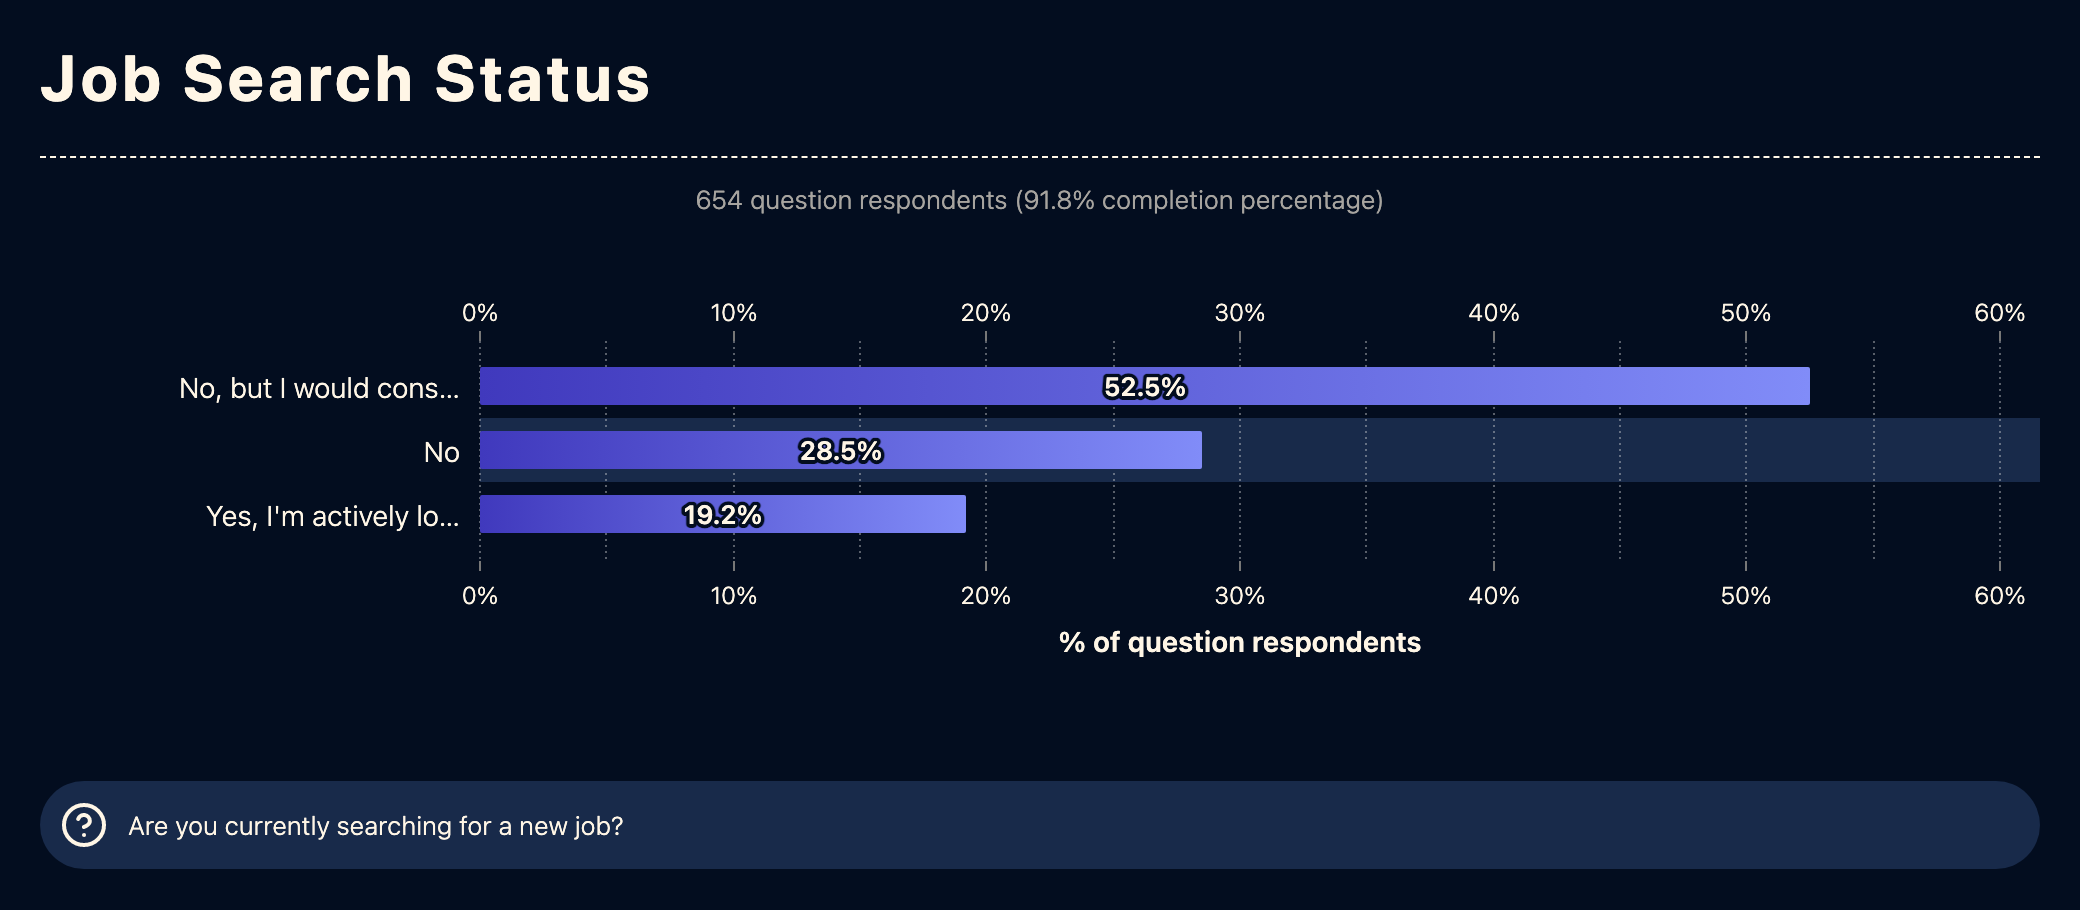 Job Search Status
654 question respondents (91.8% completion percentage)
0% 10% 20% 30% 40% 50% 60%
No, but I would cons... 52.5%
No 28.5%
Yes, I'm actively lo... 19.2%
0% 10% 20% 30% 40% 50% 60%
% of question respondents
Are you currently searching for a new job?